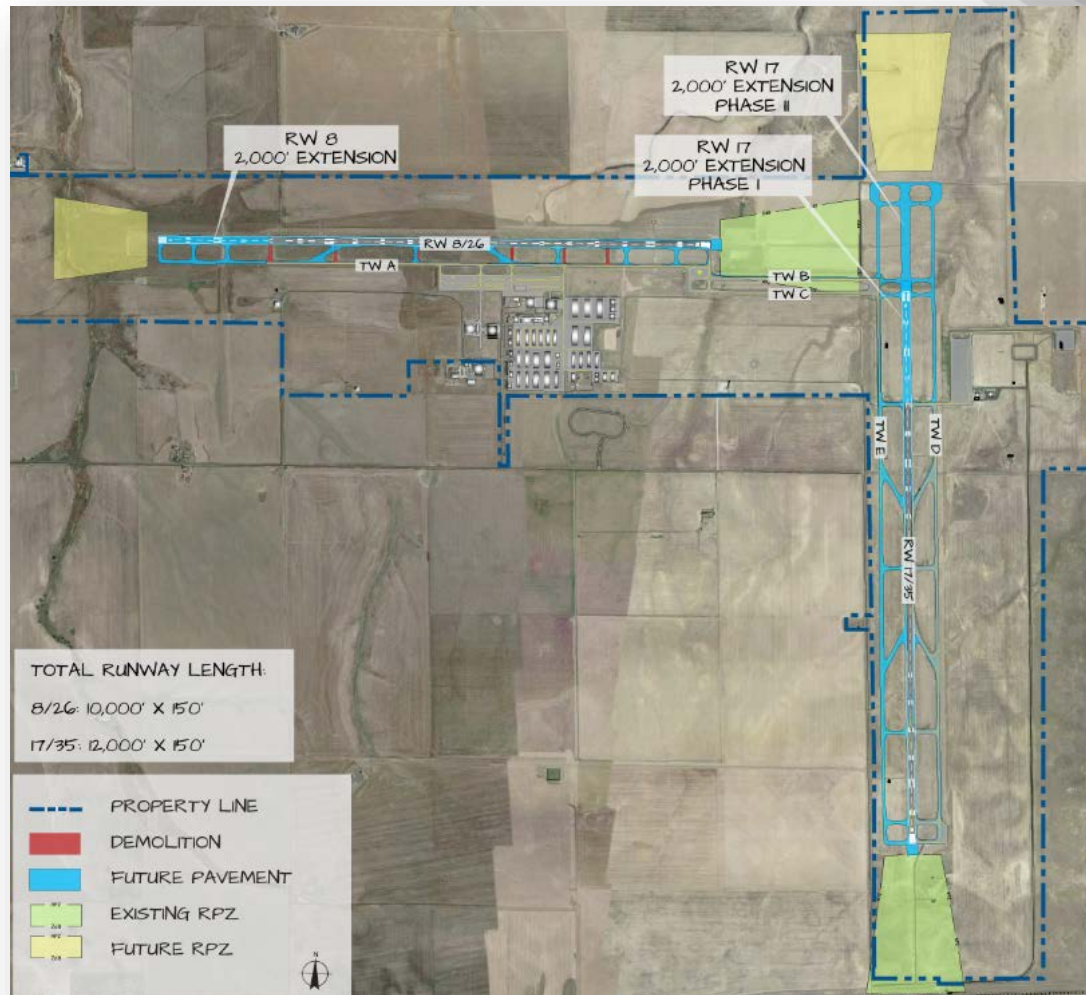 RW 17
2,000' EXTENSION
PHASE II
RW 8
2,000' EXTENSION
RW 17
2,000' EXTENSION
PHASE I
RW 8/26
TW A
TW B
TW C
TW E
TW D
RW 17/35
TOTAL RUNWAY LENGTH:
8/26: 10,000' X 150'
17/35: 12,000' X 150'
PROPERTY LINE
DEMOLITION
FUTURE PAVEMENT
EXISTING RPZ
FUTURE RPZ
N